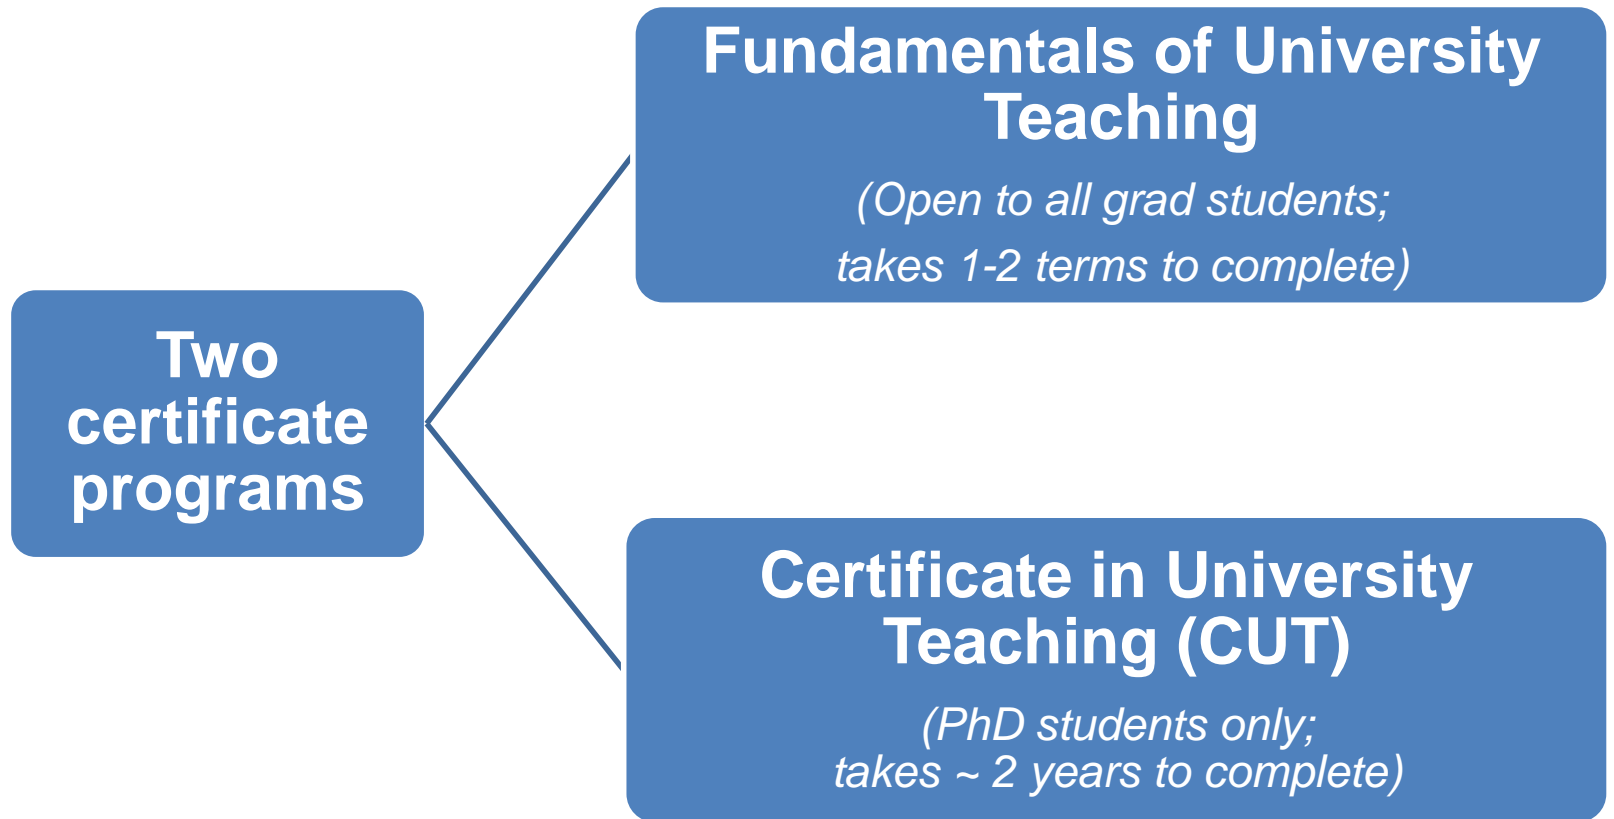 Fundamentals of University
Teaching
(Open to all grad students;
takes 1-2 terms to complete)
Two
certificate
programs
Certificate in University
Teaching (CUT)
(PhD students only;
takes ~ 2 years to complete)